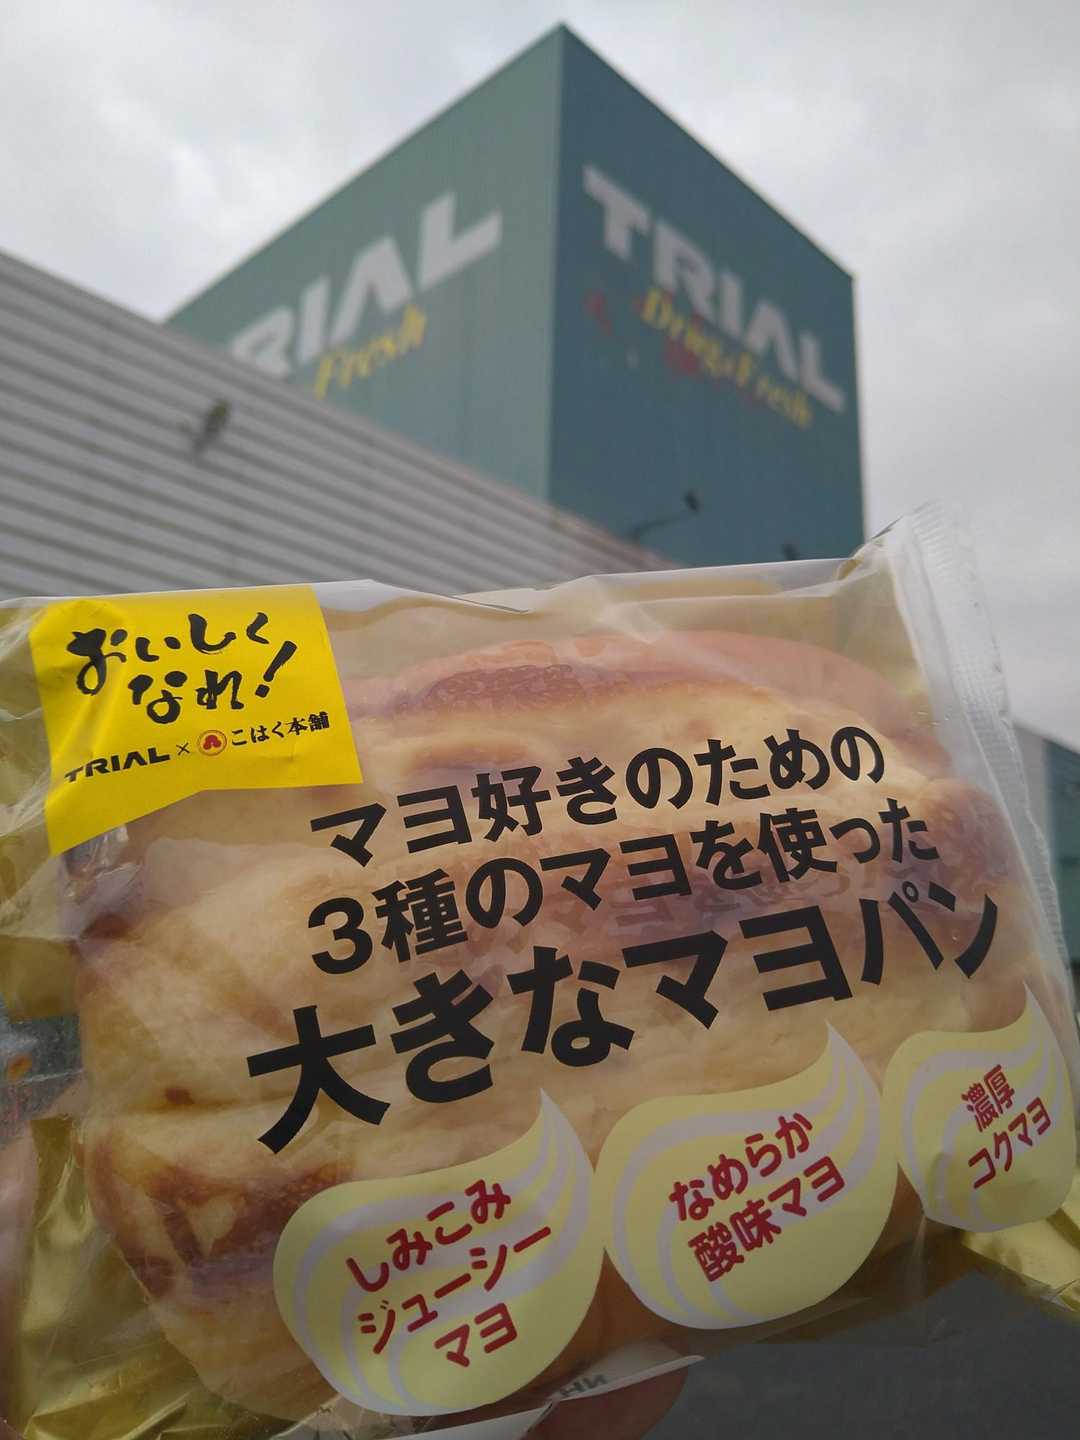 TRIAL
Fresh
TRIAL
Drug&Fresh
おいしく
なれ!
TRIAL×こはく本舗
マヨ好きのための
3種のマヨを使った
大きなマヨパン
しみこみ
ジューシー
マヨ
なめらか
酸味マヨ
濃厚
コクマヨ